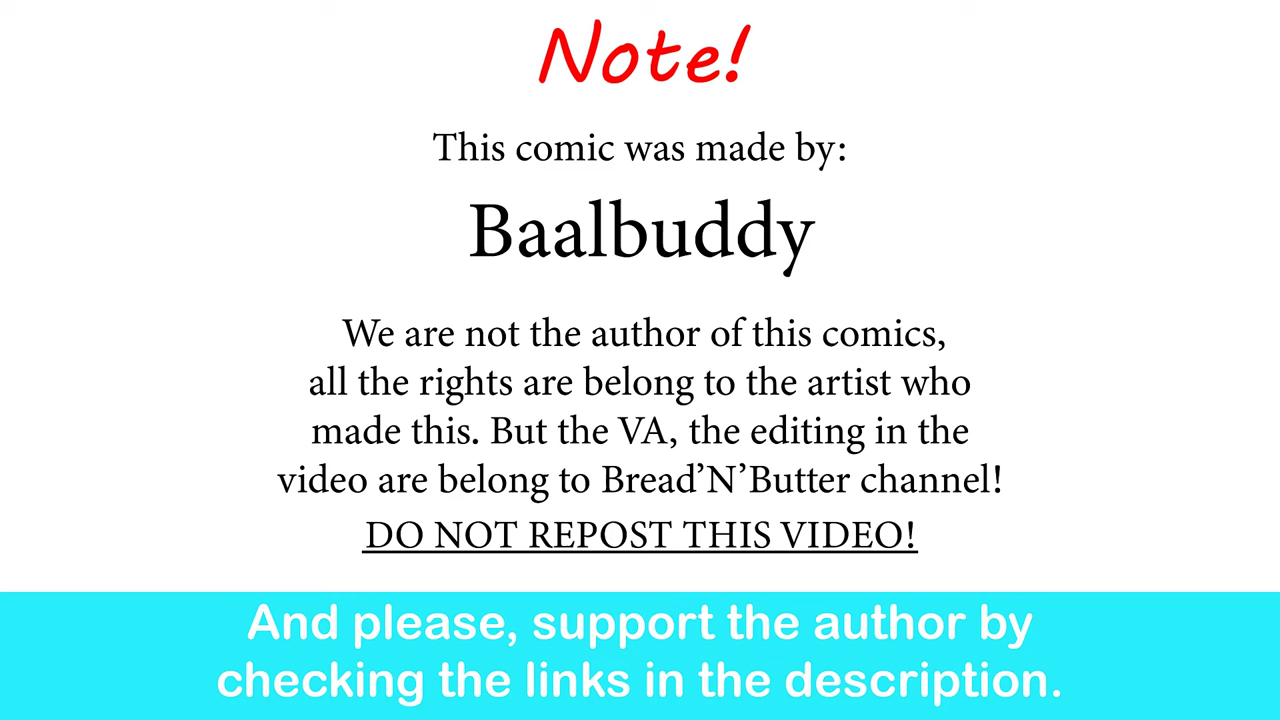 Note!
This comic was made by:
Baalbuddy
We are not the author of this comics,
all the rights are belong to the artist who
made this. But the VA, the editing in the
video are belong to Bread’N’Butter channel!
DO NOT REPOST THIS VIDEO!
And please, support the author by
checking the links in the description.